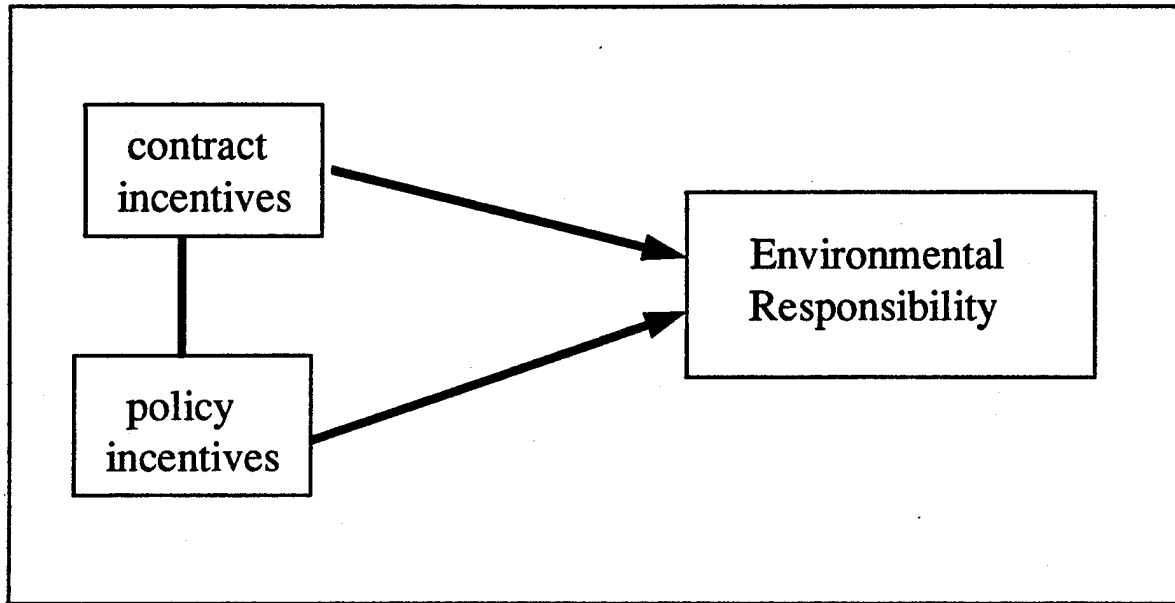 contract
incentives
Environmental
Responsibility
policy
incentives